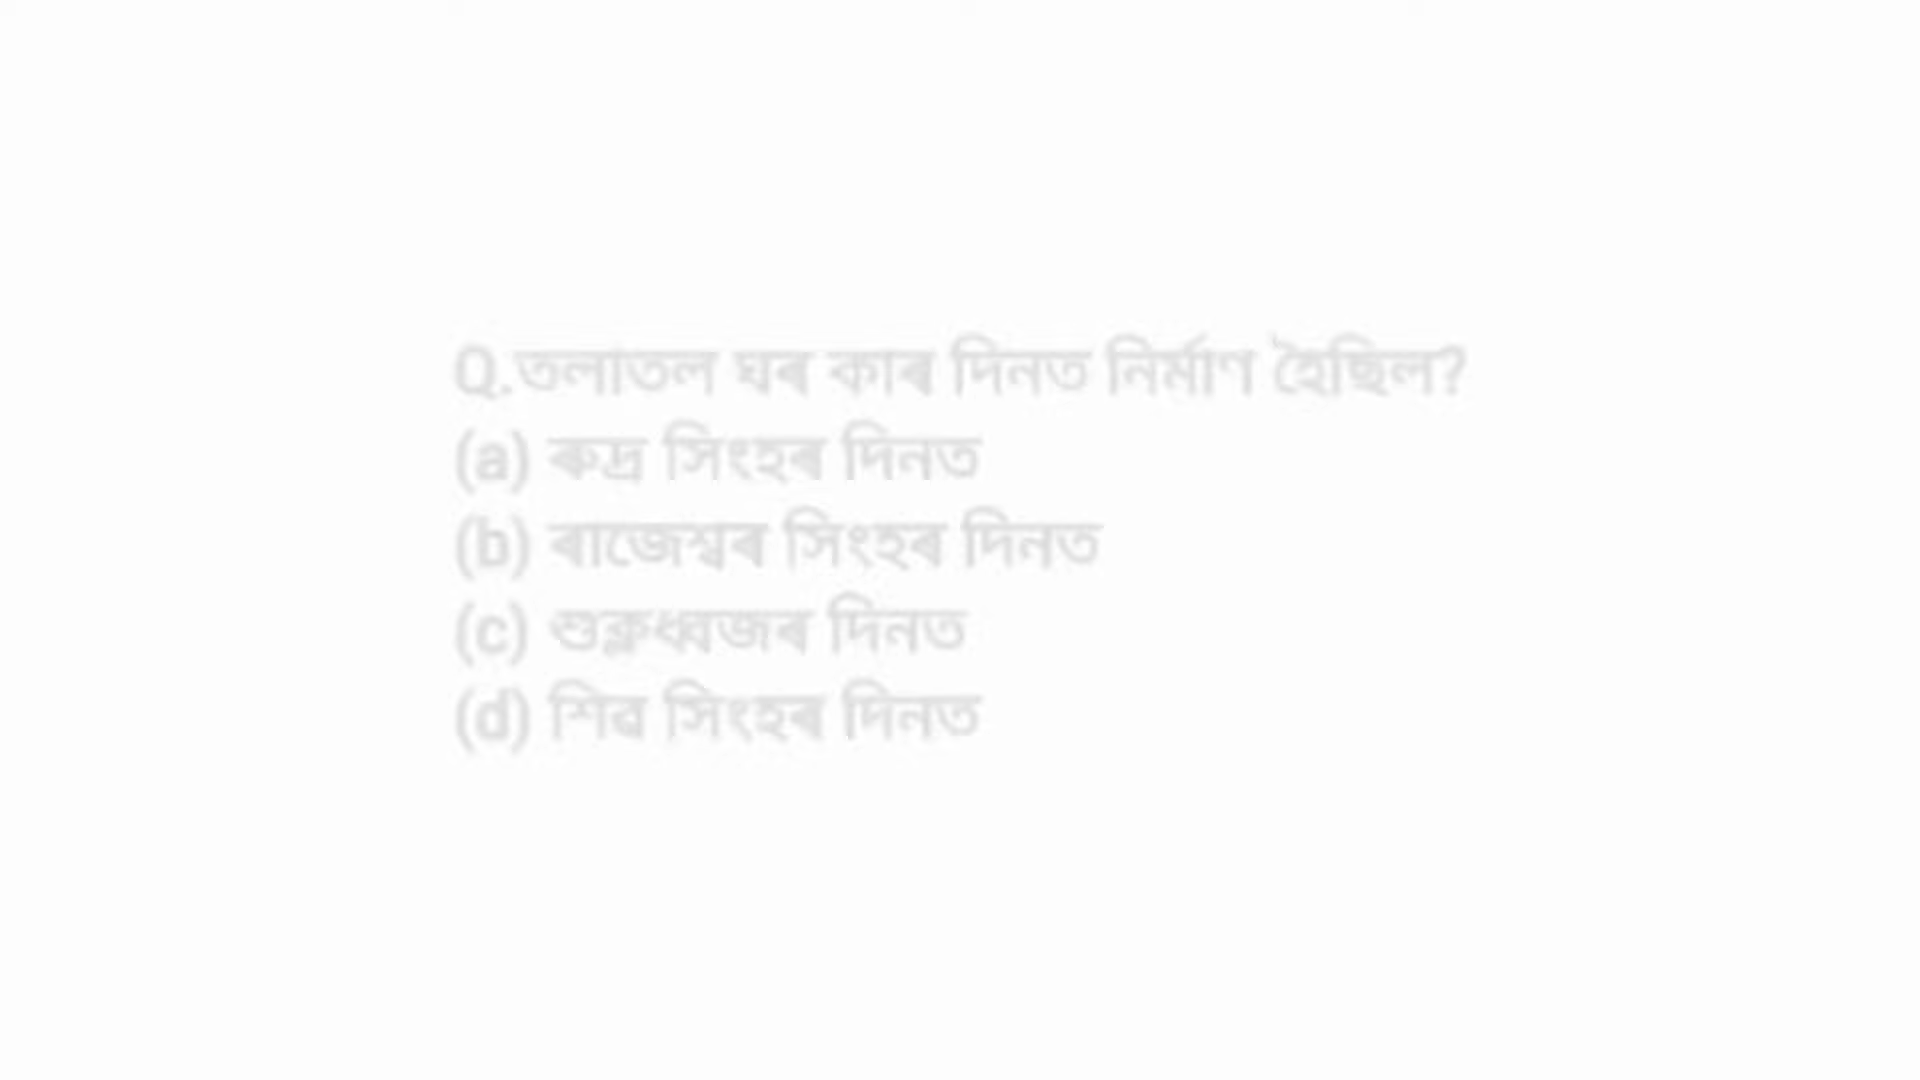 Q.তলাতল ঘৰ কাৰ দিনত নিৰ্মাণ হৈছিল?
(a) ৰুদ্ৰ সিংহৰ দিনত
(b) ৰাজেশ্বৰ সিংহৰ দিনত
(c) শুক্লধ্বজৰ দিনত
(d) শিৱ সিংহৰ দিনত